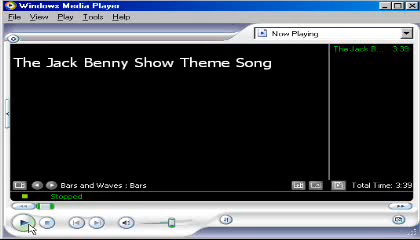 Windows Media Player
File View Play Tools Help
Now Playing
The Jack Benny Show Theme Song
The Jack B... 3:39
Bars and Waves : Bars
Total Time: 3:39
Stopped